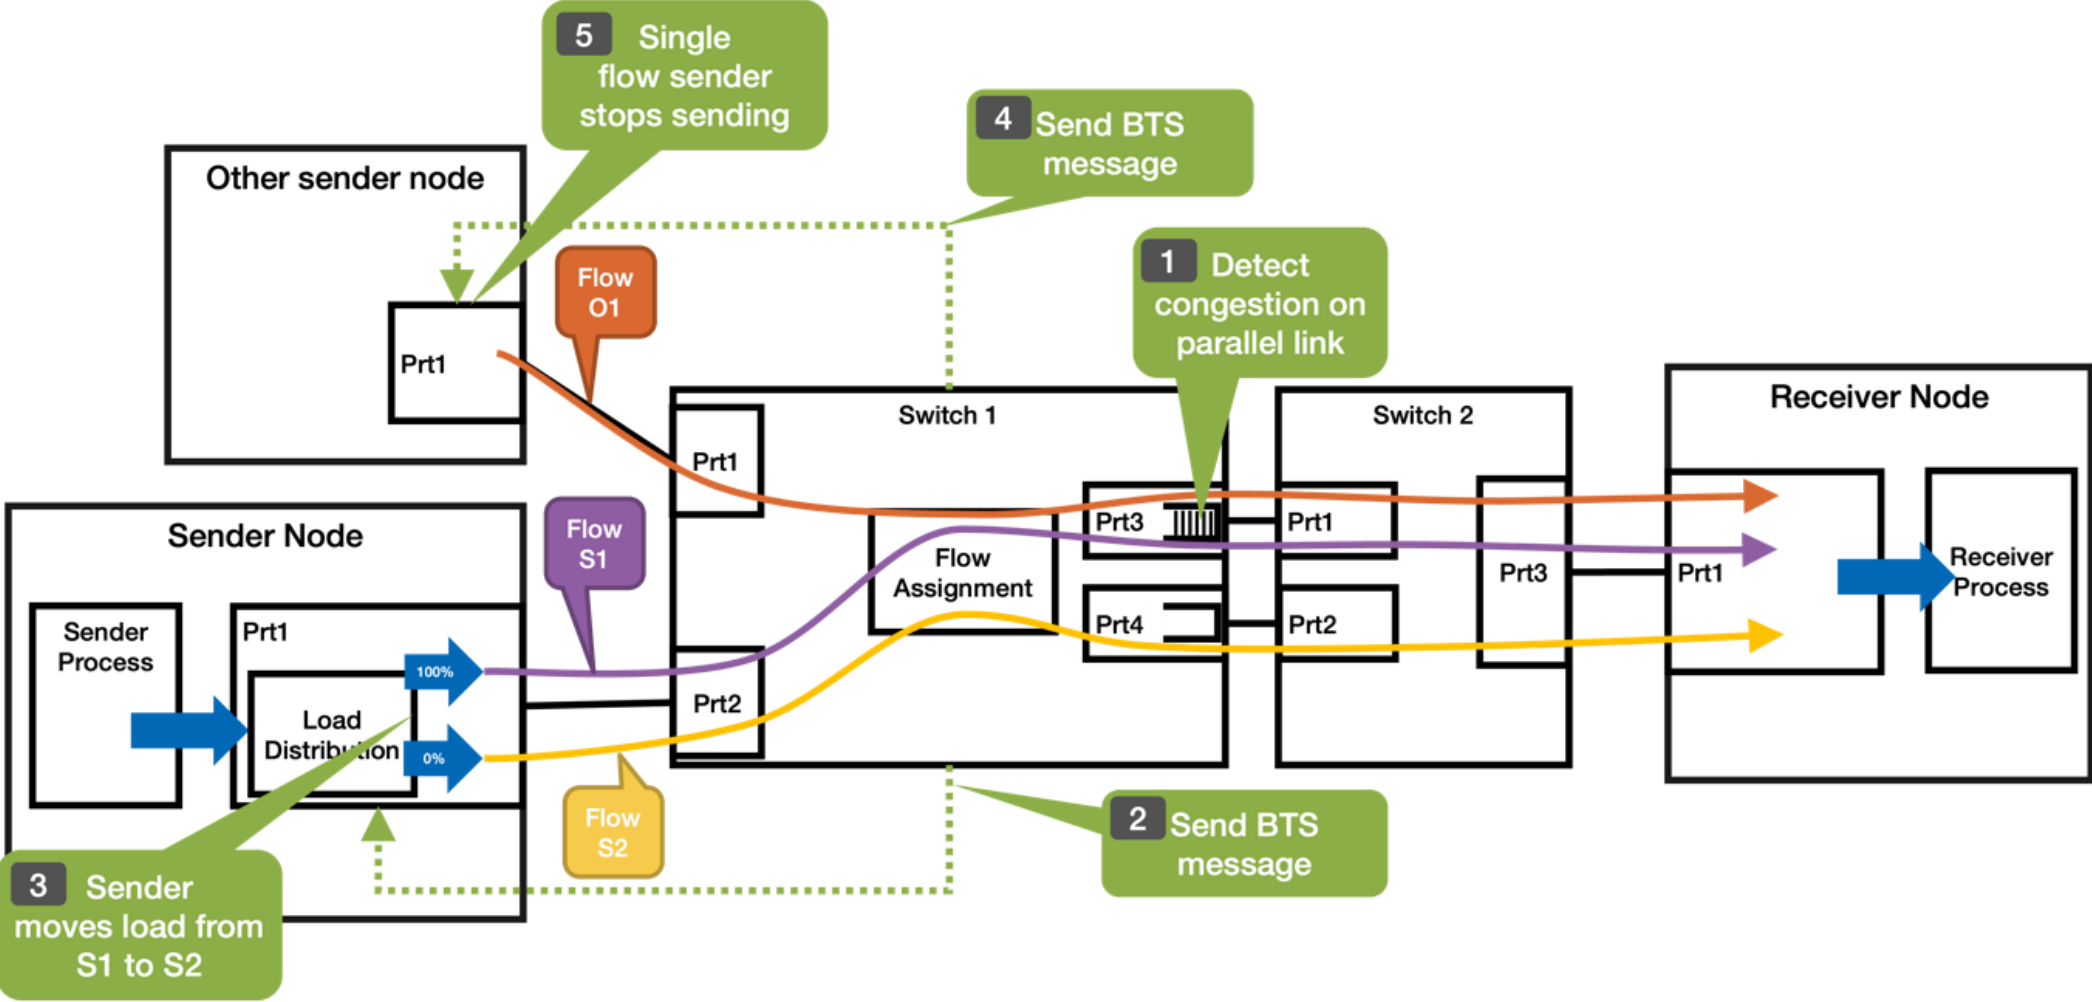 5 Single
flow sender
stops sending
4 Send BTS
message
Other sender node
1 Detect
congestion on
parallel link
Flow
O1
Prt1
Switch 1
Switch 2
Receiver Node
Prt1
Prt3
Prt1
Flow
Assignment
Prt4
Prt2
Prt3
Prt1
Receiver
Process
Sender Node
Flow
S1
Sender
Process
Prt1
100%
Load
Distribution
0%
Prt2
Flow
S2
2 Send BTS
message
3 Sender
moves load from
S1 to S2